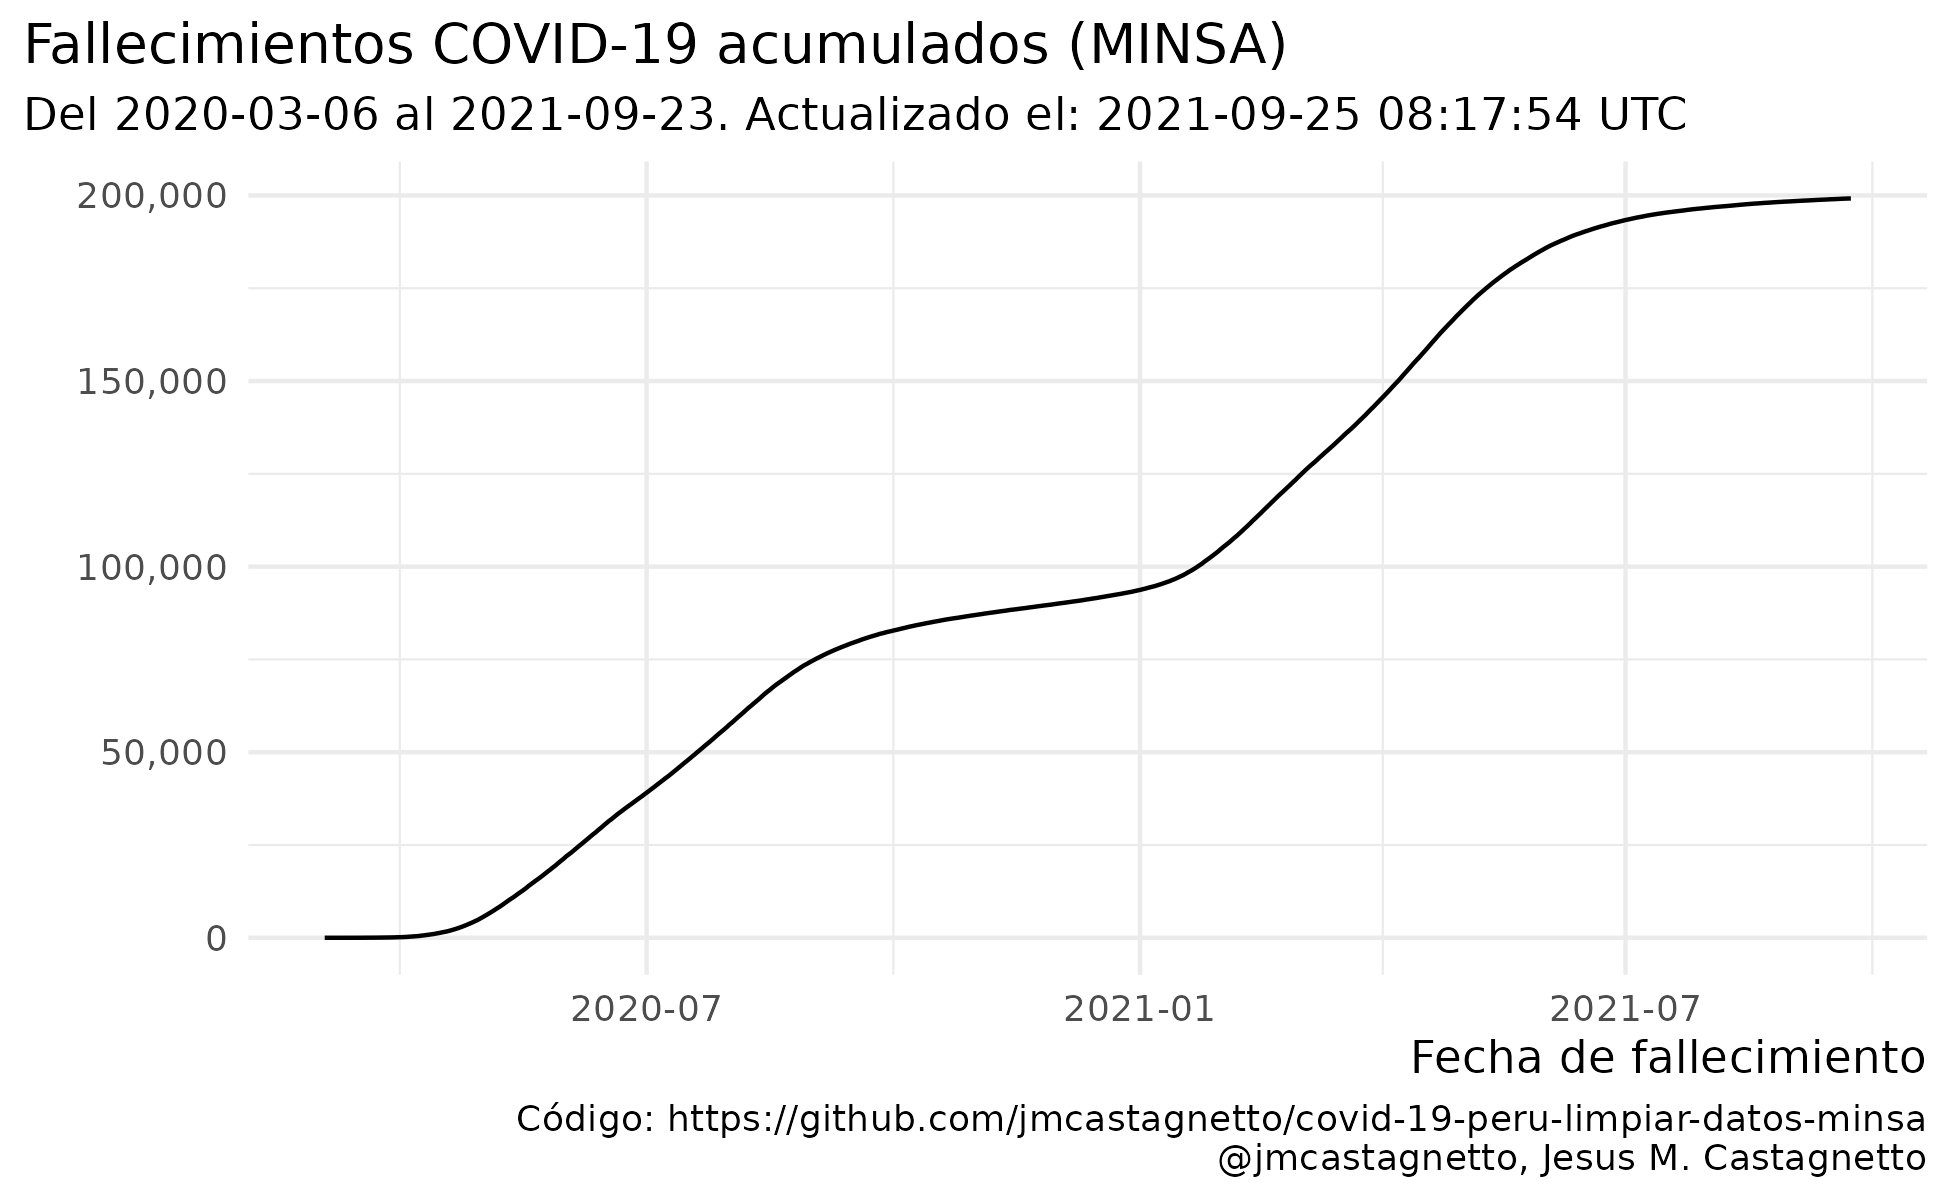 Fallecimientos COVID-19 acumulados (MINSA)
Del 2020-03-06 al 2021-09-23. Actualizado el: 2021-09-25 08:17:54 UTC
200,000
150,000
100,000
50,000
0
2020-07
2021-01
2021-07
Fecha de fallecimiento
Código: https://github.com/jmcastagnetto/covid-19-peru-limpiar-datos-minsa
@jmcastagnetto, Jesus M. Castagnetto